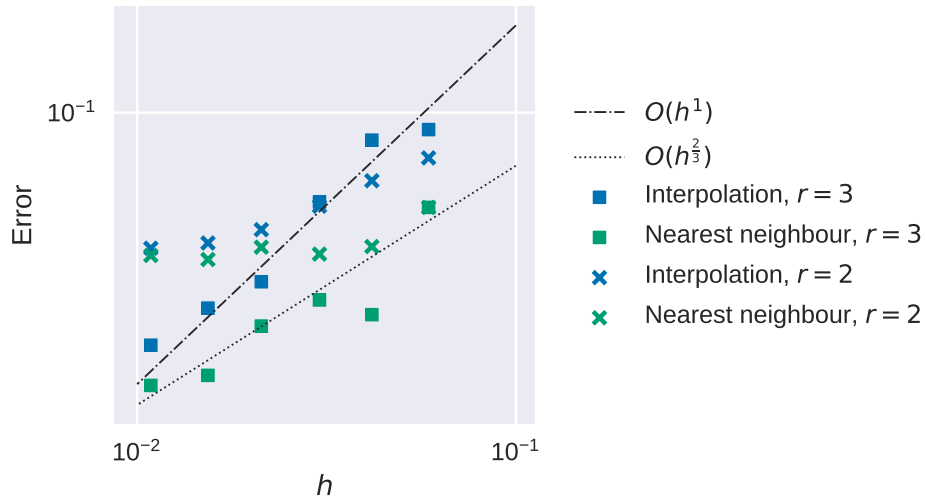 10⁻¹
Error
10⁻²
10⁻¹
h
O(h¹)
O(h^{2/3})
Interpolation, r = 3
Nearest neighbour, r = 3
Interpolation, r = 2
Nearest neighbour, r = 2